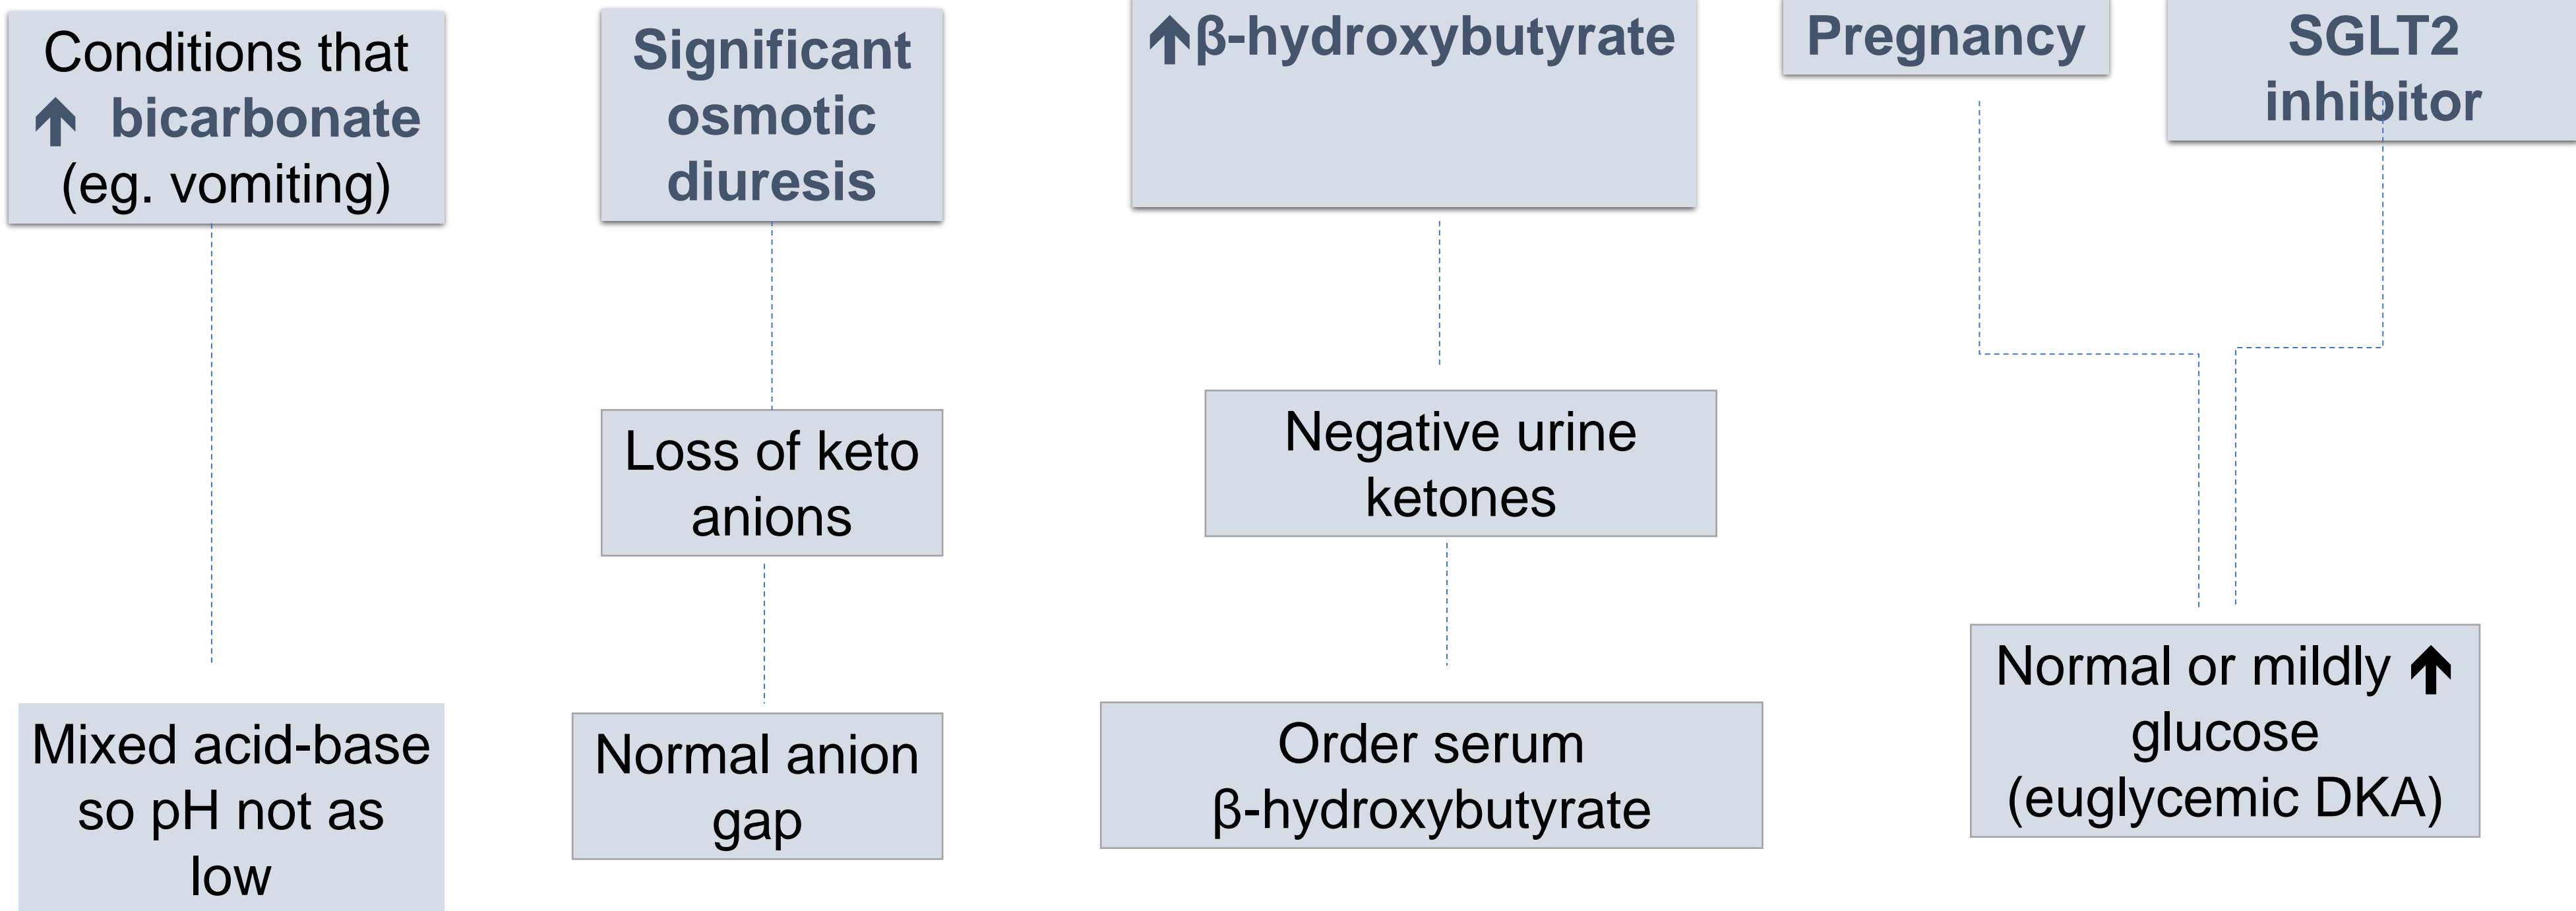 Conditions that
↑ bicarbonate
(eg. vomiting)
Significant
osmotic
diuresis
↑β-hydroxybutyrate
Pregnancy
SGLT2
inhibitor
Loss of keto
anions
Negative urine
ketones
Mixed acid-base
so pH not as
low
Normal anion
gap
Order serum
β-hydroxybutyrate
Normal or mildly ↑
glucose
(euglycemic DKA)